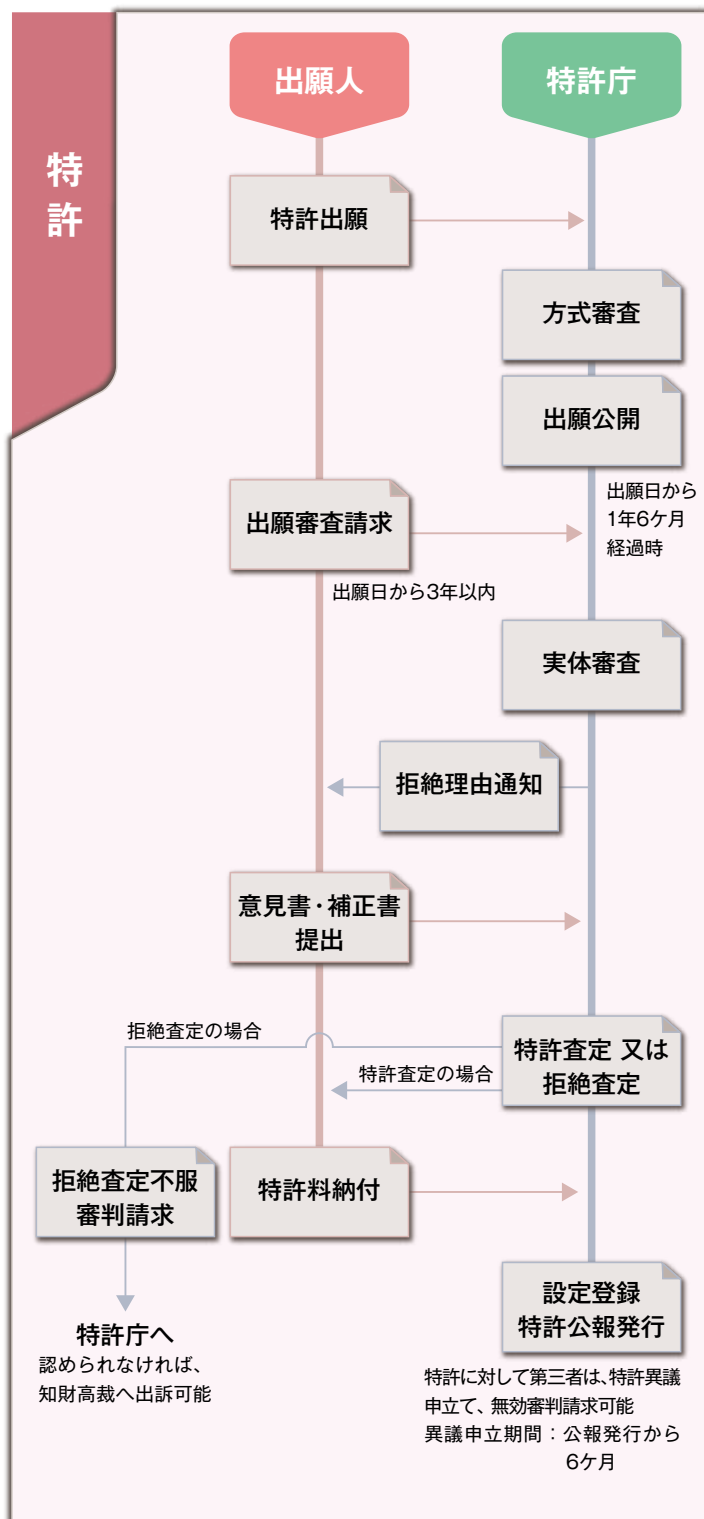 特許
出願人
特許庁
特許出願
方式審査
出願公開
出願日から
1年6ケ月
経過時
出願審査請求
出願日から3年以内
実体審査
拒絶理由通知
意見書・補正書
提出
拒絶査定の場合
特許査定 又は
拒絶査定
特許査定の場合
拒絶査定不服
審判請求
特許料納付
特許庁へ
認められなければ、
知財高裁へ出訴可能
設定登録
特許公報発行
特許に対して第三者は、特許異議
申立て、無効審判請求可能
異議申立期間：公報発行から
6ケ月